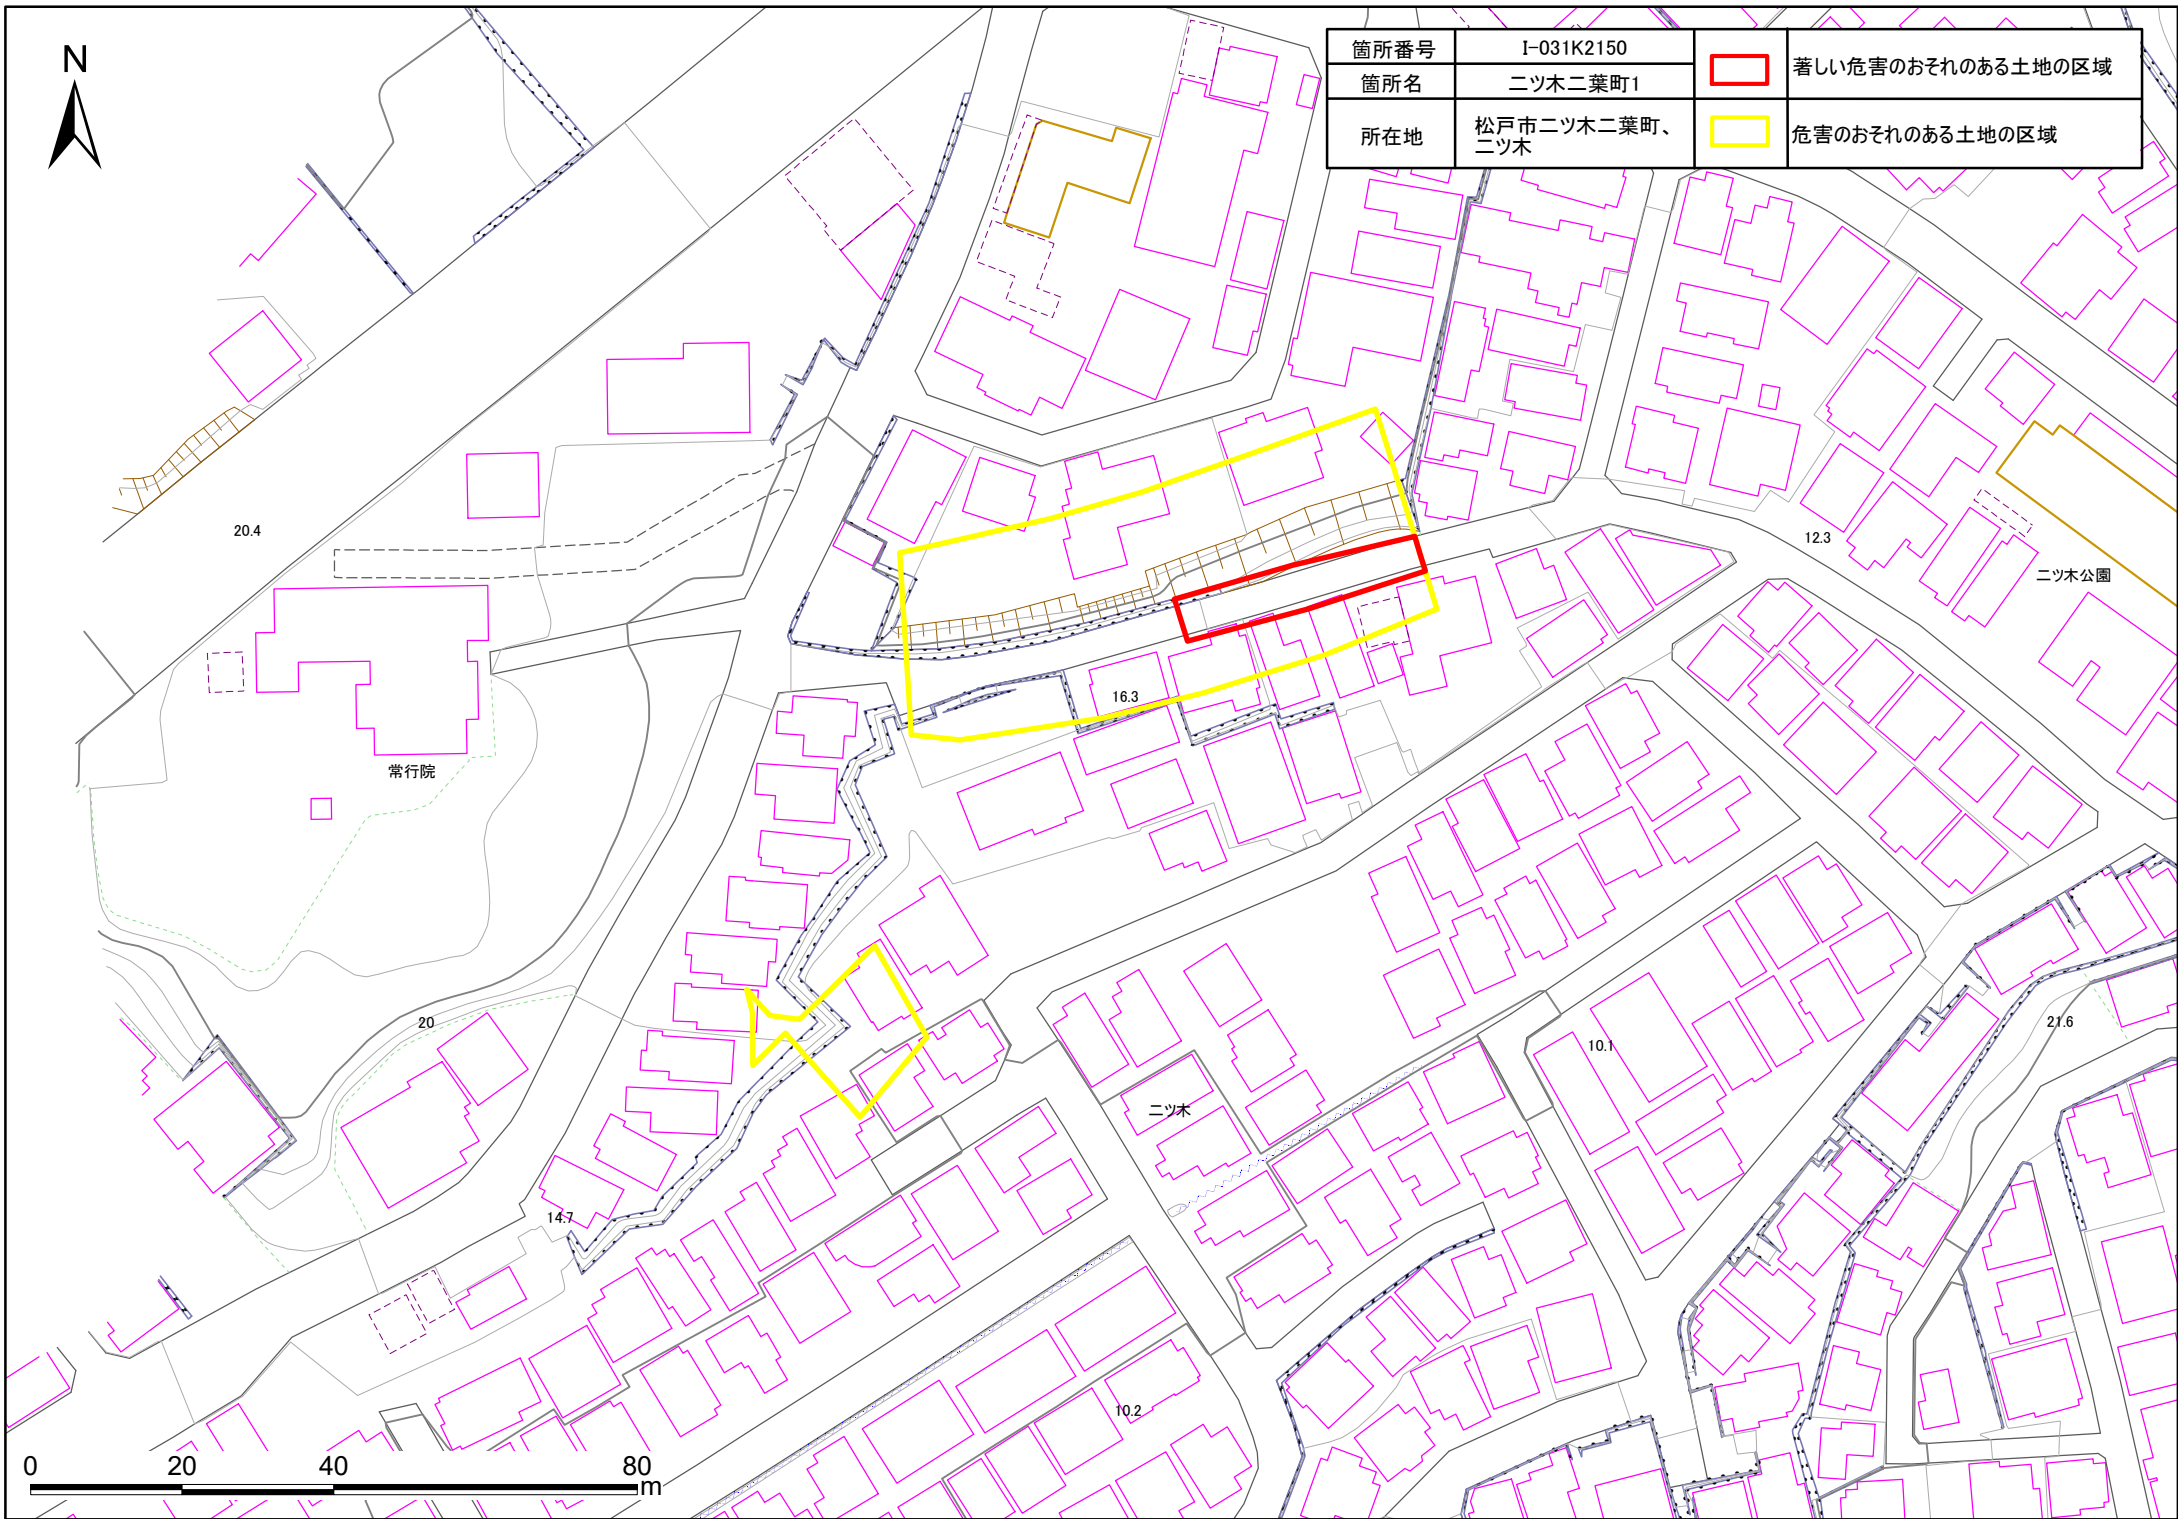 N
箇所番号
I-031K2150
箇所名
二ツ木二葉町1
所在地
松戸市二ツ木二葉町、
二ツ木
著しい危害のおそれのある土地の区域
危害のおそれのある土地の区域
20.4
12.3
二ツ木公園
16.3
常行院
20
21.6
10.1
二ツ木
14.7
10.2
0 20 40 80
m